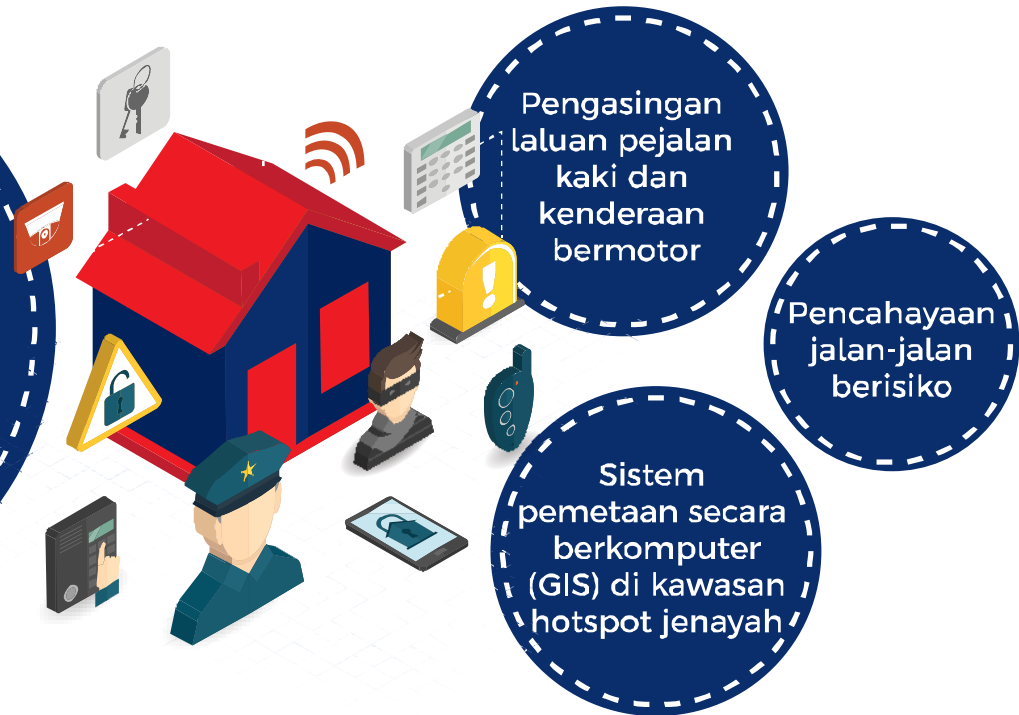 Pengasingan
laluan pejalan
kaki dan
kenderaan
bermotor
Pencahayaan
jalan-jalan
berisiko
Sistem
pemetaan secara
berkomputer
(GIS) di kawasan
hotspot jenayah